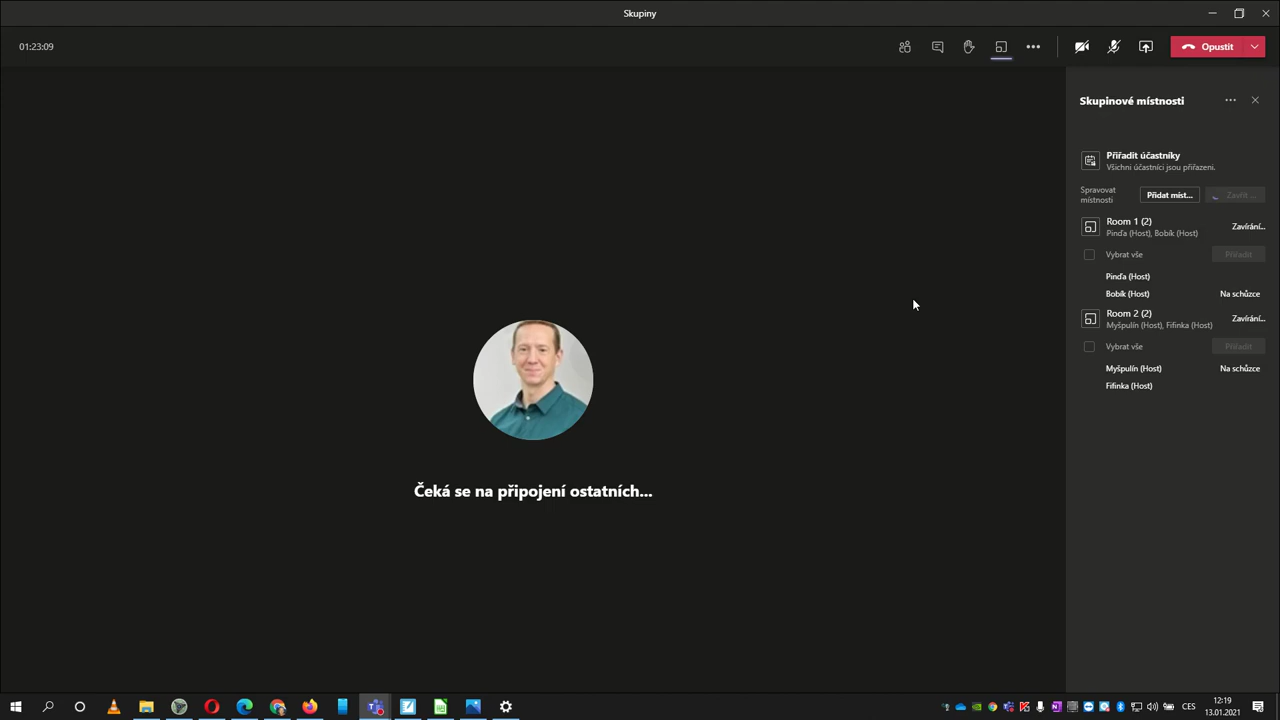 Skupiny
01:23:09
Opustit
Skupinové místnosti
Přiřadit účastníky
Všichni účastníci jsou přiřazeni.
Spravovat místnosti
Přidat míst...
Zavřít ...
Room 1 (2)
Pinďa (Host), Bobík (Host)
Zavírání...
Vybrat vše
Přiřadit
Pinďa (Host)
Bobík (Host)
Na schůzce
Room 2 (2)
Myšpulín (Host), Fifinka (Host)
Zavírání...
Vybrat vše
Přiřadit
Myšpulín (Host)
Na schůzce
Fifinka (Host)
Čeká se na připojení ostatních...
CES
12:19
13.01.2021